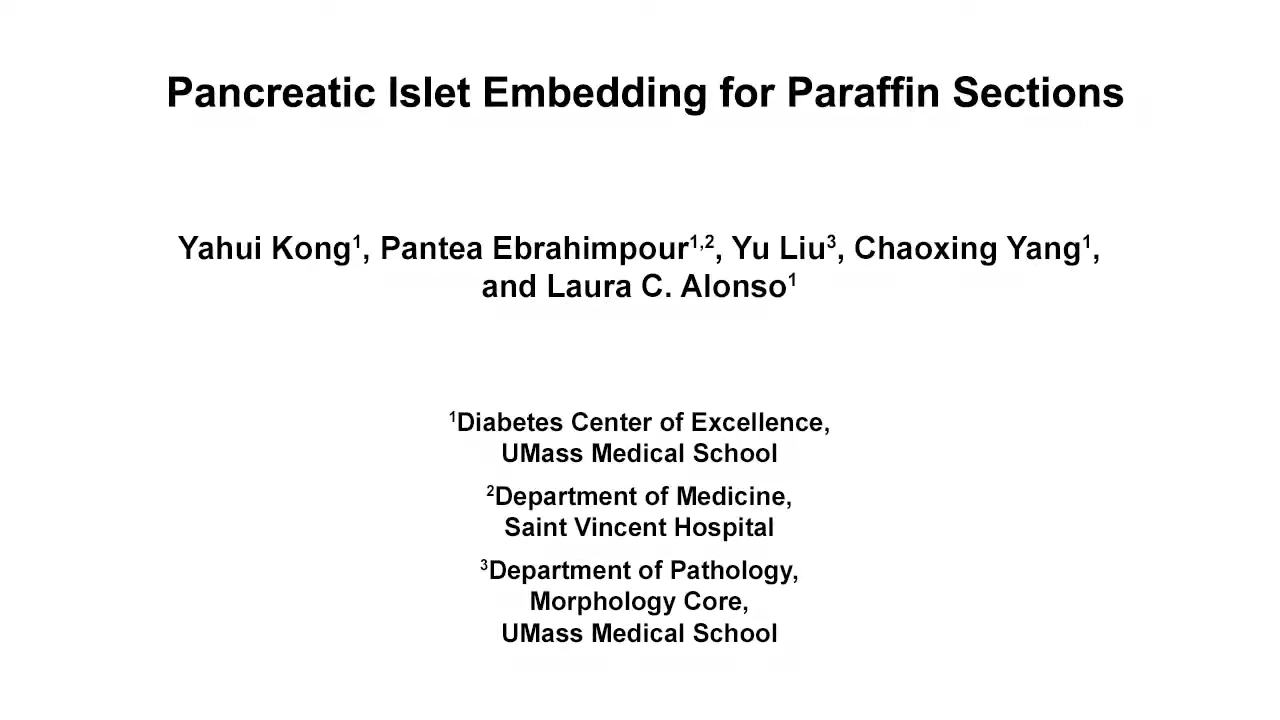 Pancreatic Islet Embedding for Paraffin Sections
Yahui Kong¹, Pantea Ebrahimpour¹,², Yu Liu³, Chaoxing Yang¹,
and Laura C. Alonso¹
¹Diabetes Center of Excellence,
UMass Medical School
²Department of Medicine,
Saint Vincent Hospital
³Department of Pathology,
Morphology Core,
UMass Medical School